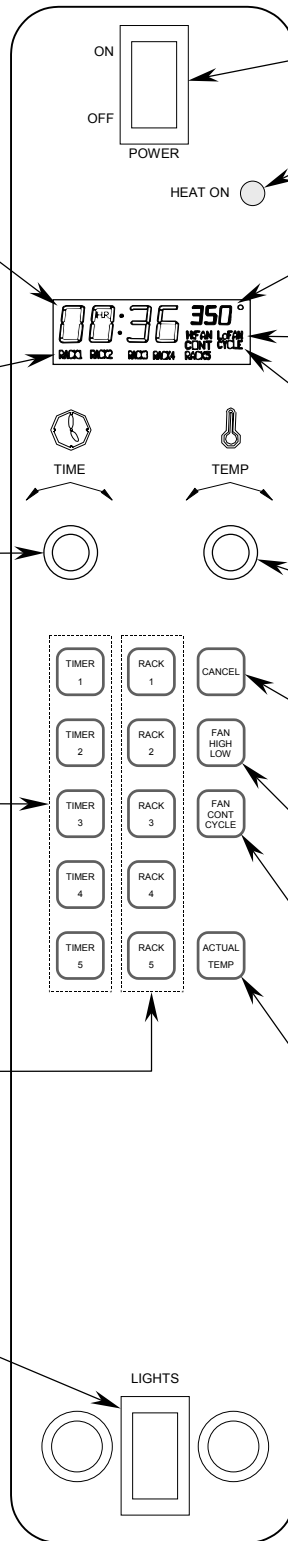 ON
OFF
POWER
HEAT ON
HR.
00:36 350°
HIFAN LOFAN
CONT CYCLE
RACK1 RACK2 RACK3 RACK4 RACK5
TIME TEMP
TIMER 1 RACK 1 CANCEL
TIMER 2 RACK 2 FAN HIGH LOW
TIMER 3 RACK 3 FAN CONT CYCLE
TIMER 4 RACK 4
TIMER 5 RACK 5 ACTUAL TEMP
LIGHTS